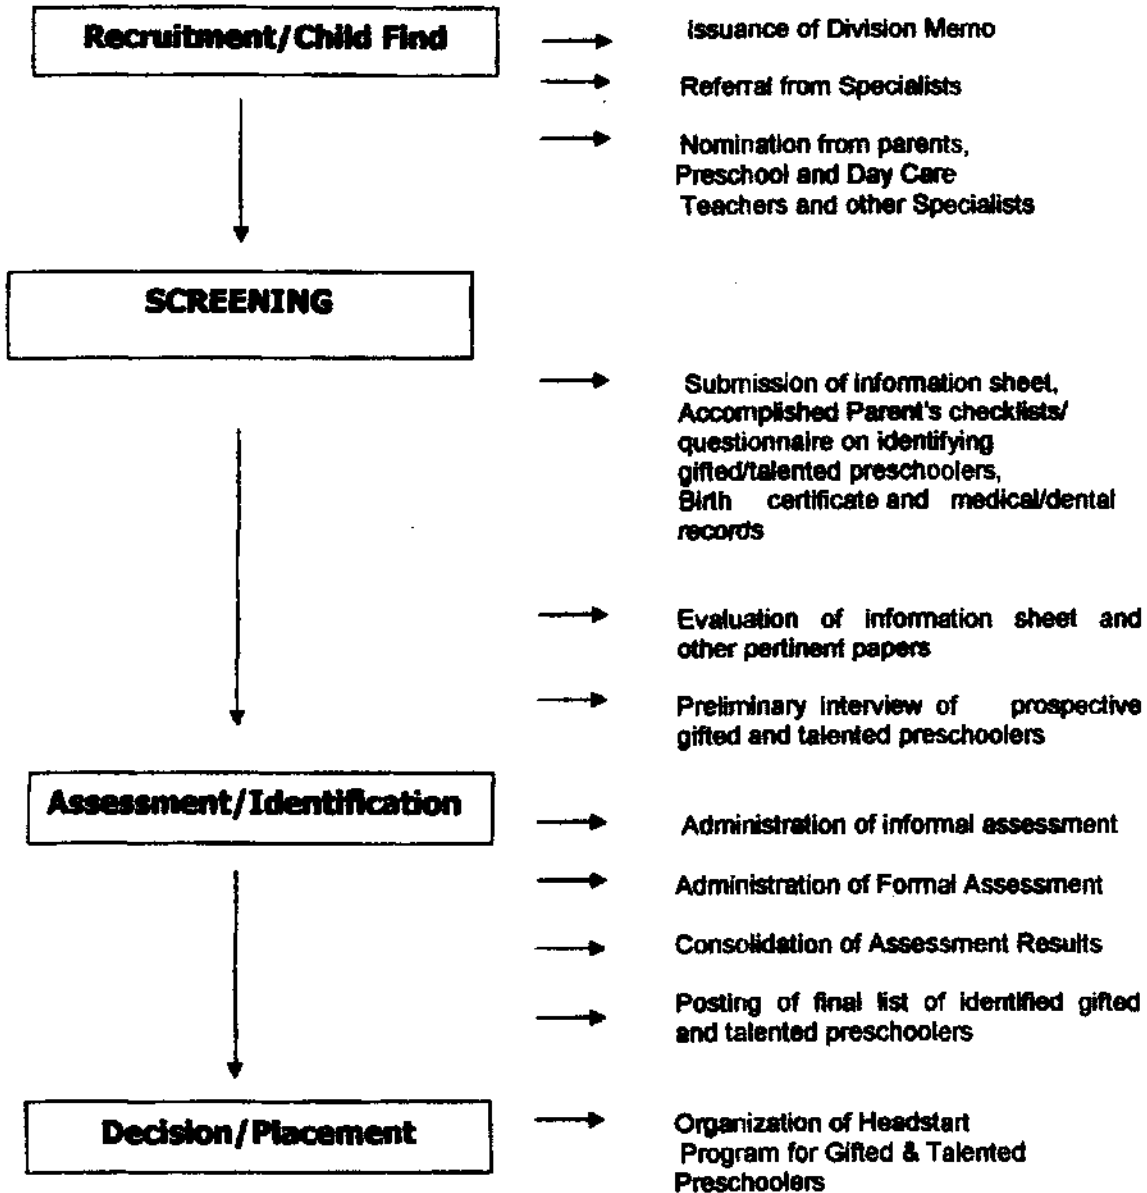 Recruitment/Child Find
Issuance of Division Memo
Referral from Specialists
Nomination from parents,
Preschool and Day Care
Teachers and other Specialists
SCREENING
Submission of information sheet,
Accomplished Parent's checklists/
questionnaire on identifying
gifted/talented preschoolers,
Birth certificate and medical/dental
records
Evaluation of information sheet and
other pertinent papers
Preliminary interview of prospective
gifted and talented preschoolers
Assessment/Identification
Administration of informal assessment
Administration of Formal Assessment
Consolidation of Assessment Results
Posting of final list of identified gifted
and talented preschoolers
Decision/Placement
Organization of Headstart
Program for Gifted & Talented
Preschoolers